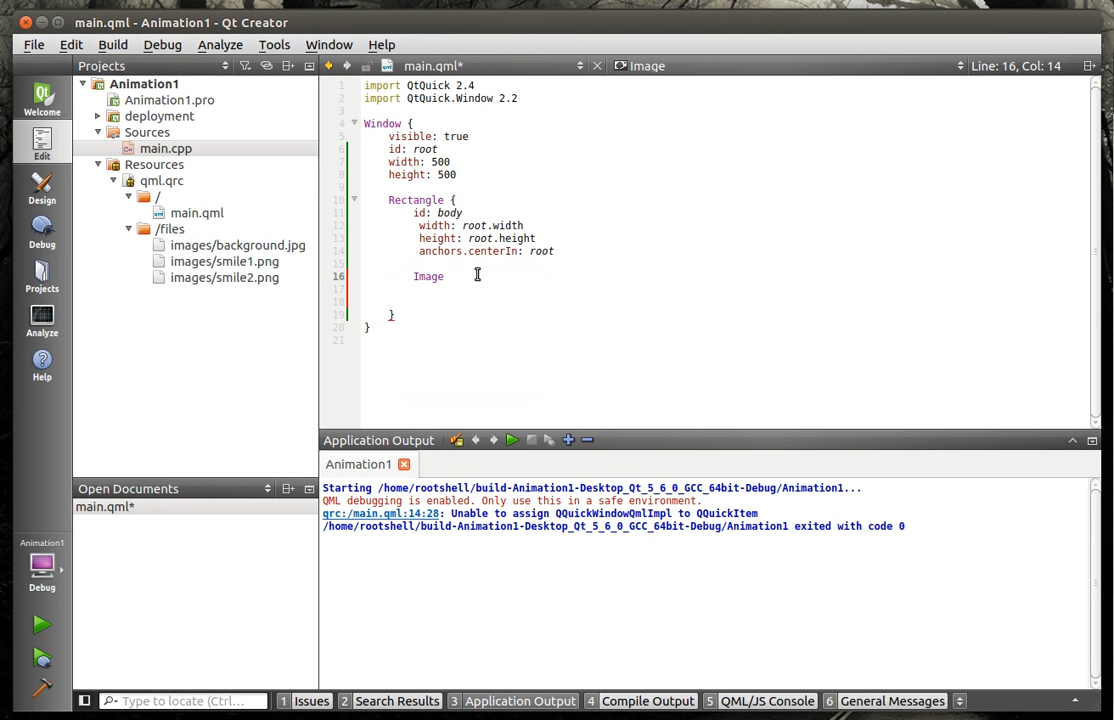 main.qml - Animation1 - Qt Creator
File Edit Build Debug Analyze Tools Window Help
Projects
main.qml*
Image
Line: 16, Col: 14
Welcome
Edit
Design
Debug
Projects
Analyze
Help
Animation1
Animation1.pro
deployment
Sources
main.cpp
Resources
qml.qrc
/
main.qml
/files
images/background.jpg
images/smile1.png
images/smile2.png
1 import QtQuick 2.4
2 import QtQuick.Window 2.2
3
4 Window {
5 visible: true
6 id: root
7 width: 500
8 height: 500
9
10 Rectangle {
11 id: body
12 width: root.width
13 height: root.height
14 anchors.centerIn: root
15
16 Image
17
18
19 }
20 }
21
Open Documents
main.qml*
Application Output
Animation1
Starting /home/rootshell/build-Animation1-Desktop_Qt_5_6_0_GCC_64bit-Debug/Animation1...
QML debugging is enabled. Only use this in a safe environment.
qrc:/main.qml:14:28: Unable to assign QQuickWindowQmlImpl to QQuickItem
/home/rootshell/build-Animation1-Desktop_Qt_5_6_0_GCC_64bit-Debug/Animation1 exited with code 0
Animation1
Debug
Type to locate (Ctrl...
1 Issues
2 Search Results
3 Application Output
4 Compile Output
5 QML/JS Console
6 General Messages